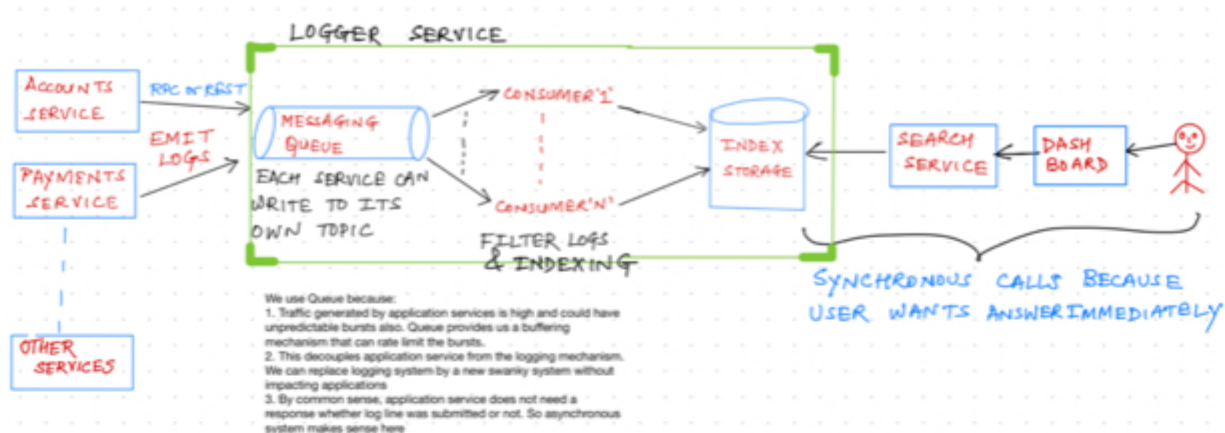 LOGGER SERVICE
ACCOUNTS
SERVICE
RPC or REST
EMIT
LOGS
PAYMENTS
SERVICE
OTHER
SERVICES
MESSAGING
QUEUE
EACH SERVICE CAN
WRITE TO ITS
OWN TOPIC
CONSUMER'1'
CONSUMER'N'
FILTER LOGS
& INDEXING
INDEX
STORAGE
SEARCH
SERVICE
DASH
BOARD
SYNCHRONOUS CALLS BECAUSE
USER WANTS ANSWER IMMEDIATELY
We use Queue because:
1. Traffic generated by application services is high and could have
unpredictable bursts also. Queue provides us a buffering
mechanism that can rate limit the bursts.
2. This decouples application service from the logging mechanism.
We can replace logging system by a new swanky system without
impacting applications
3. By common sense, application service does not need a
response whether log line was submitted or not. So asynchronous
system makes sense here